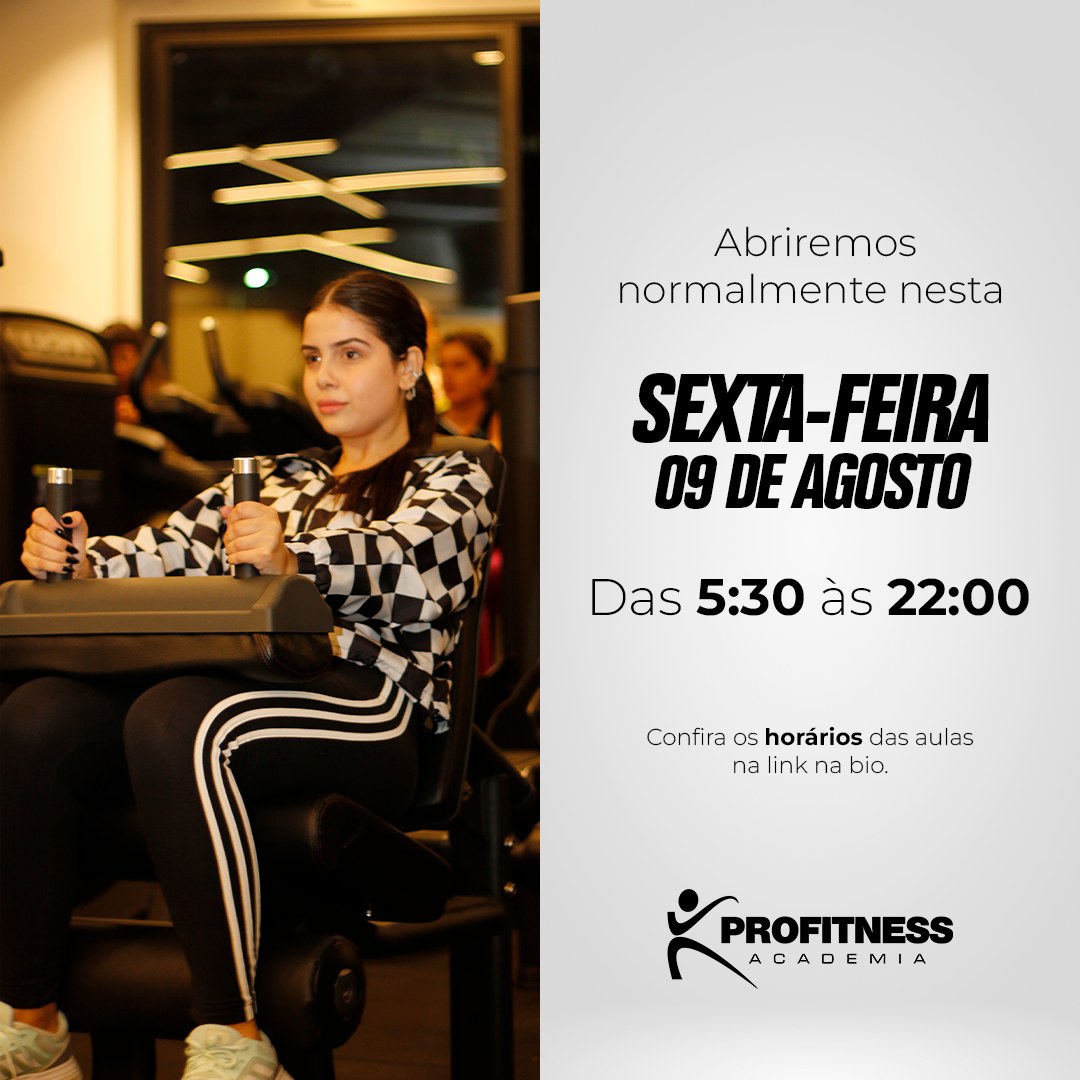 Abriremos
normalmente nesta
SEXTA-FEIRA
09 DE AGOSTO
Das 5:30 às 22:00
Confira os horários das aulas
na link na bio.
PROFITNESS
ACADEMIA